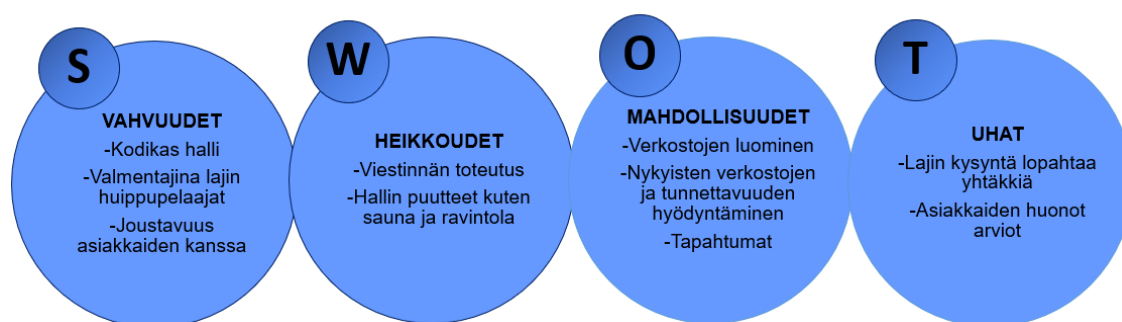 S
VAHVUUDET
-Kodikas halli
-Valmentajina lajin
huippupelaajat
-Joustavuus
asiakkaiden kanssa
W
HEIKKOUDET
-Viestinnän toteutus
-Hallin puutteet kuten
sauna ja ravintola
O
MAHDOLLISUUDET
-Verkostojen luominen
-Nykyisten verkostojen
ja tunnettavuuden
hyödyntäminen
-Tapahtumat
T
UHAT
-Lajin kysyntä lopahtaa
yhtäkkiä
-Asiakkaiden huonot
arviot